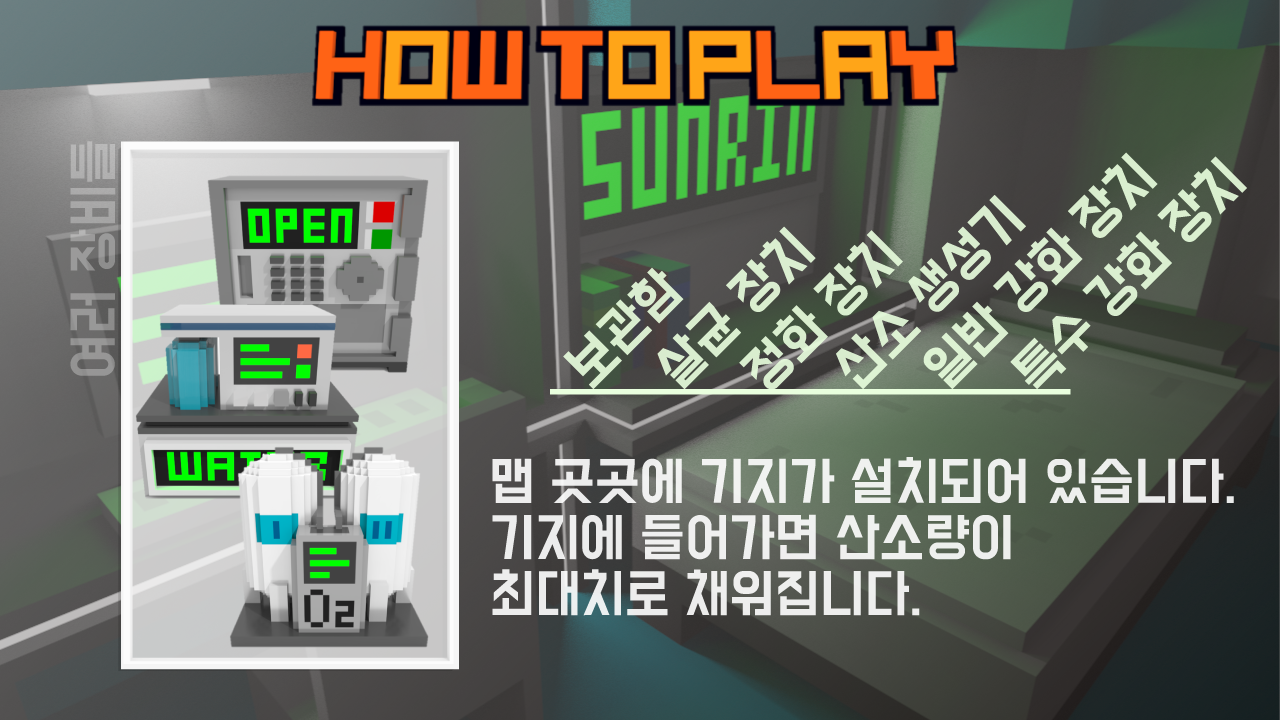 HOW TO PLAY
SUNRIN
여러 장비들
OPEN
WATER
O2
보관함
살균 장치
정화 장치
산소 생성기
일반 강화 장치
특수 강화 장치
맵 곳곳에 기지가 설치되어 있습니다.
기지에 들어가면 산소량이
최대치로 채워집니다.